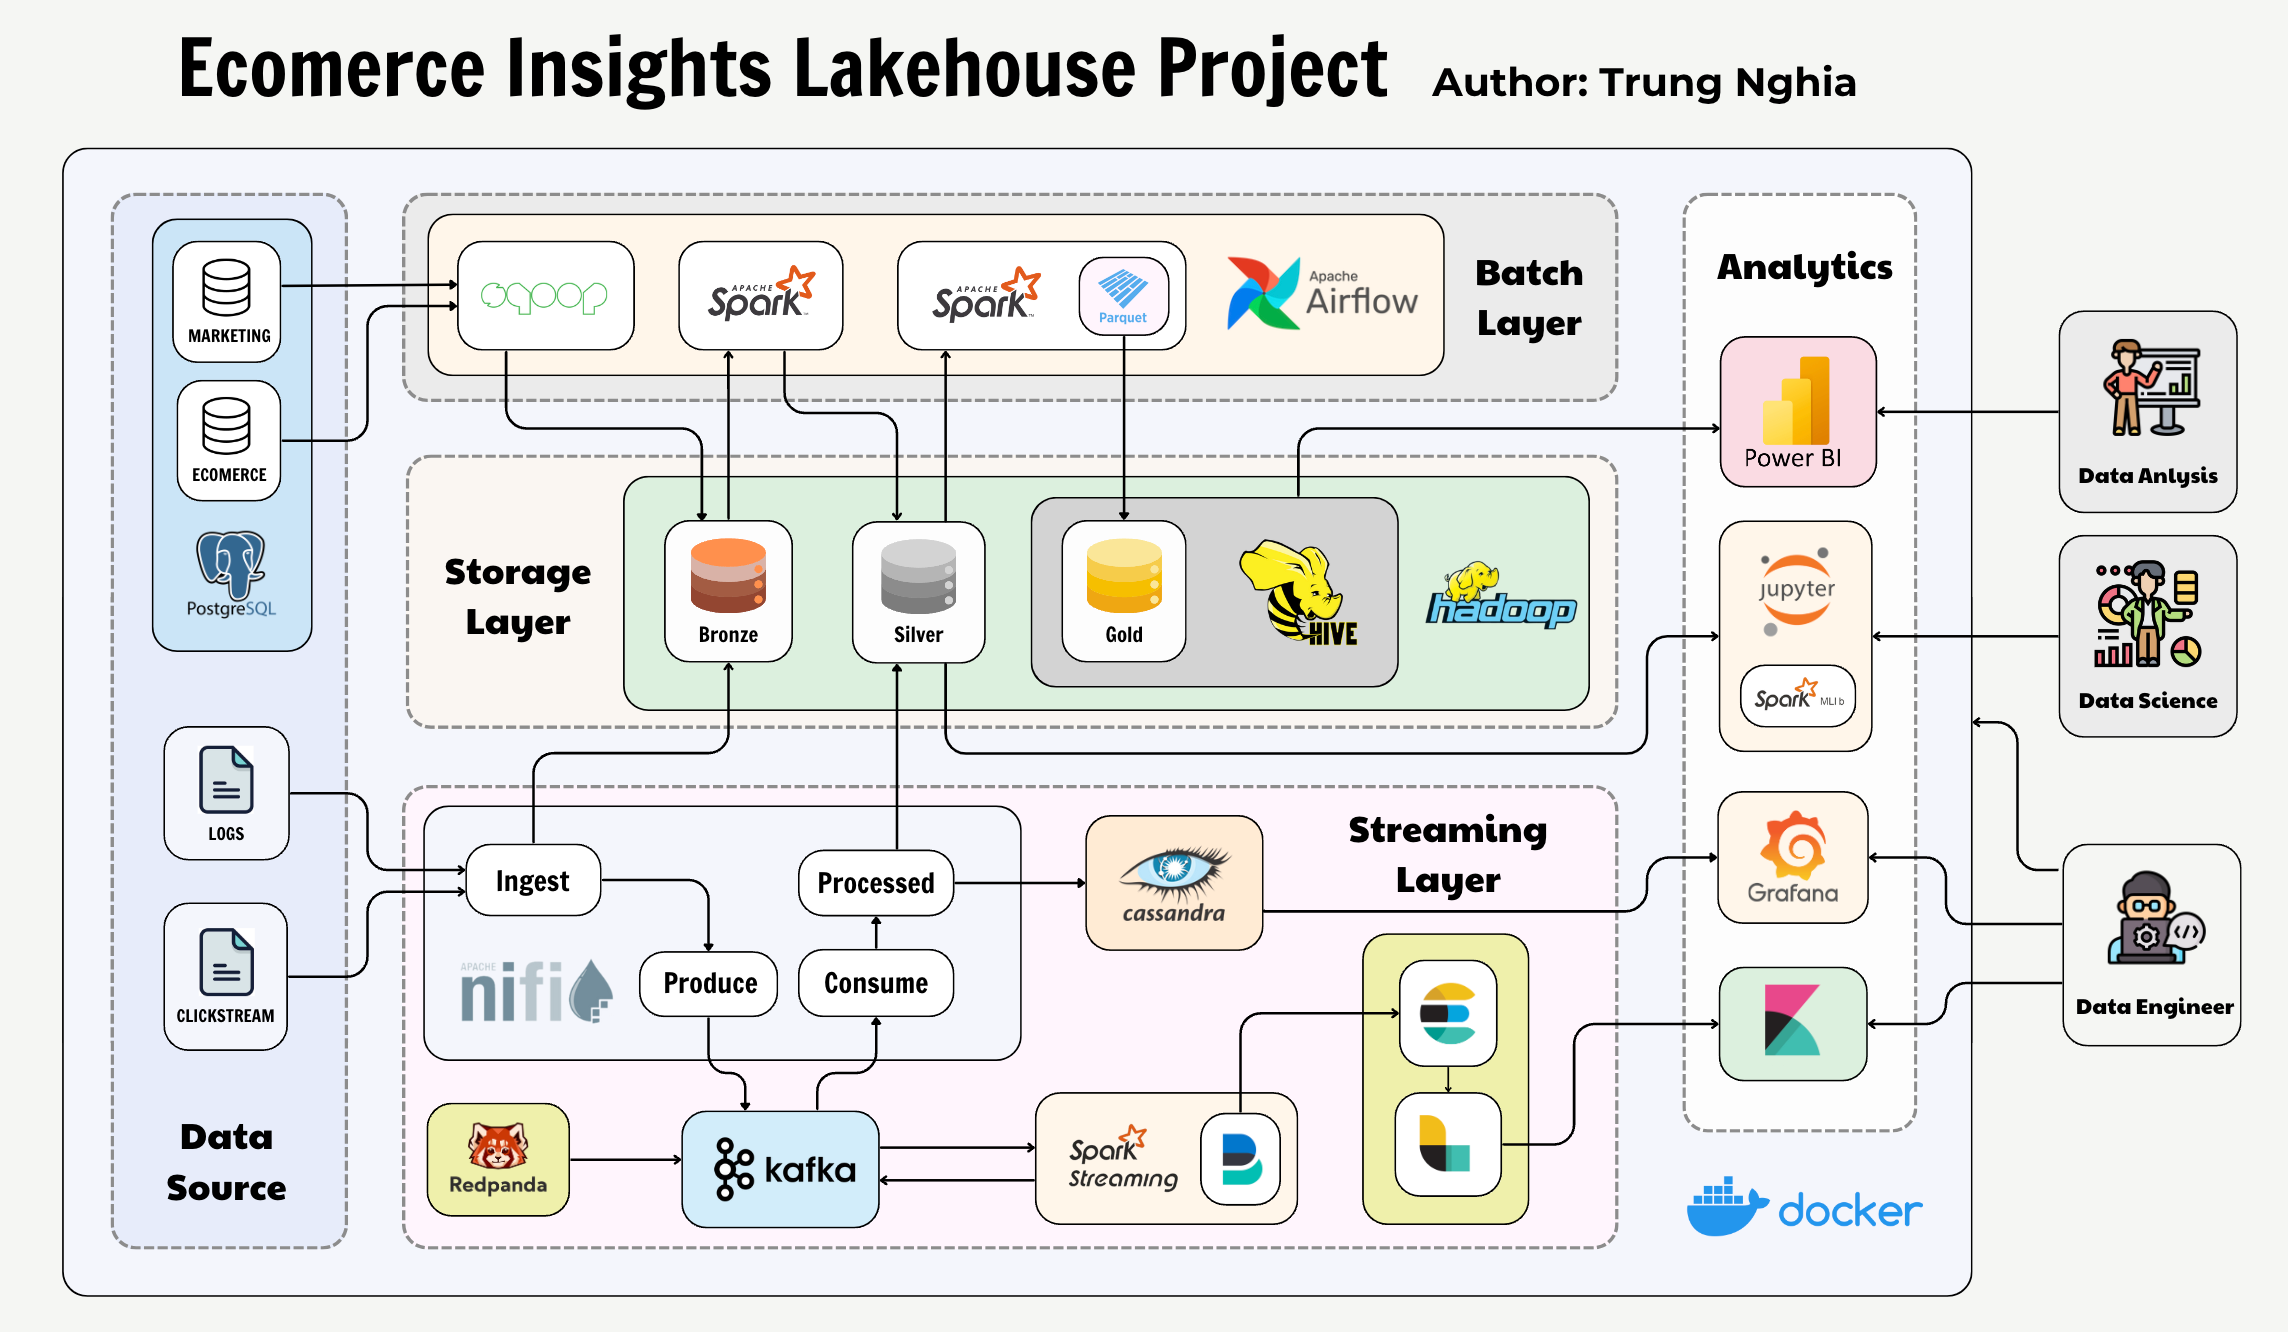 Ecomerce Insights Lakehouse Project
Author: Trung Nghia
MARKETING
ECOMERCE
PostgreSQL
LOGS
CLICKSTREAM
Data
Source
sqoop
APACHE
Spark
APACHE
Spark
Parquet
Apache
Airflow
Batch
Layer
Storage
Layer
Bronze
Silver
Gold
HIVE
hadoop
Ingest
Processed
Produce
Consume
APACHE
nifi
cassandra
Streaming
Layer
Redpanda
kafka
Spark
Streaming
Analytics
Power BI
jupyter
Spark MLlib
Grafana
docker
Data Anlysis
Data Science
Data Engineer